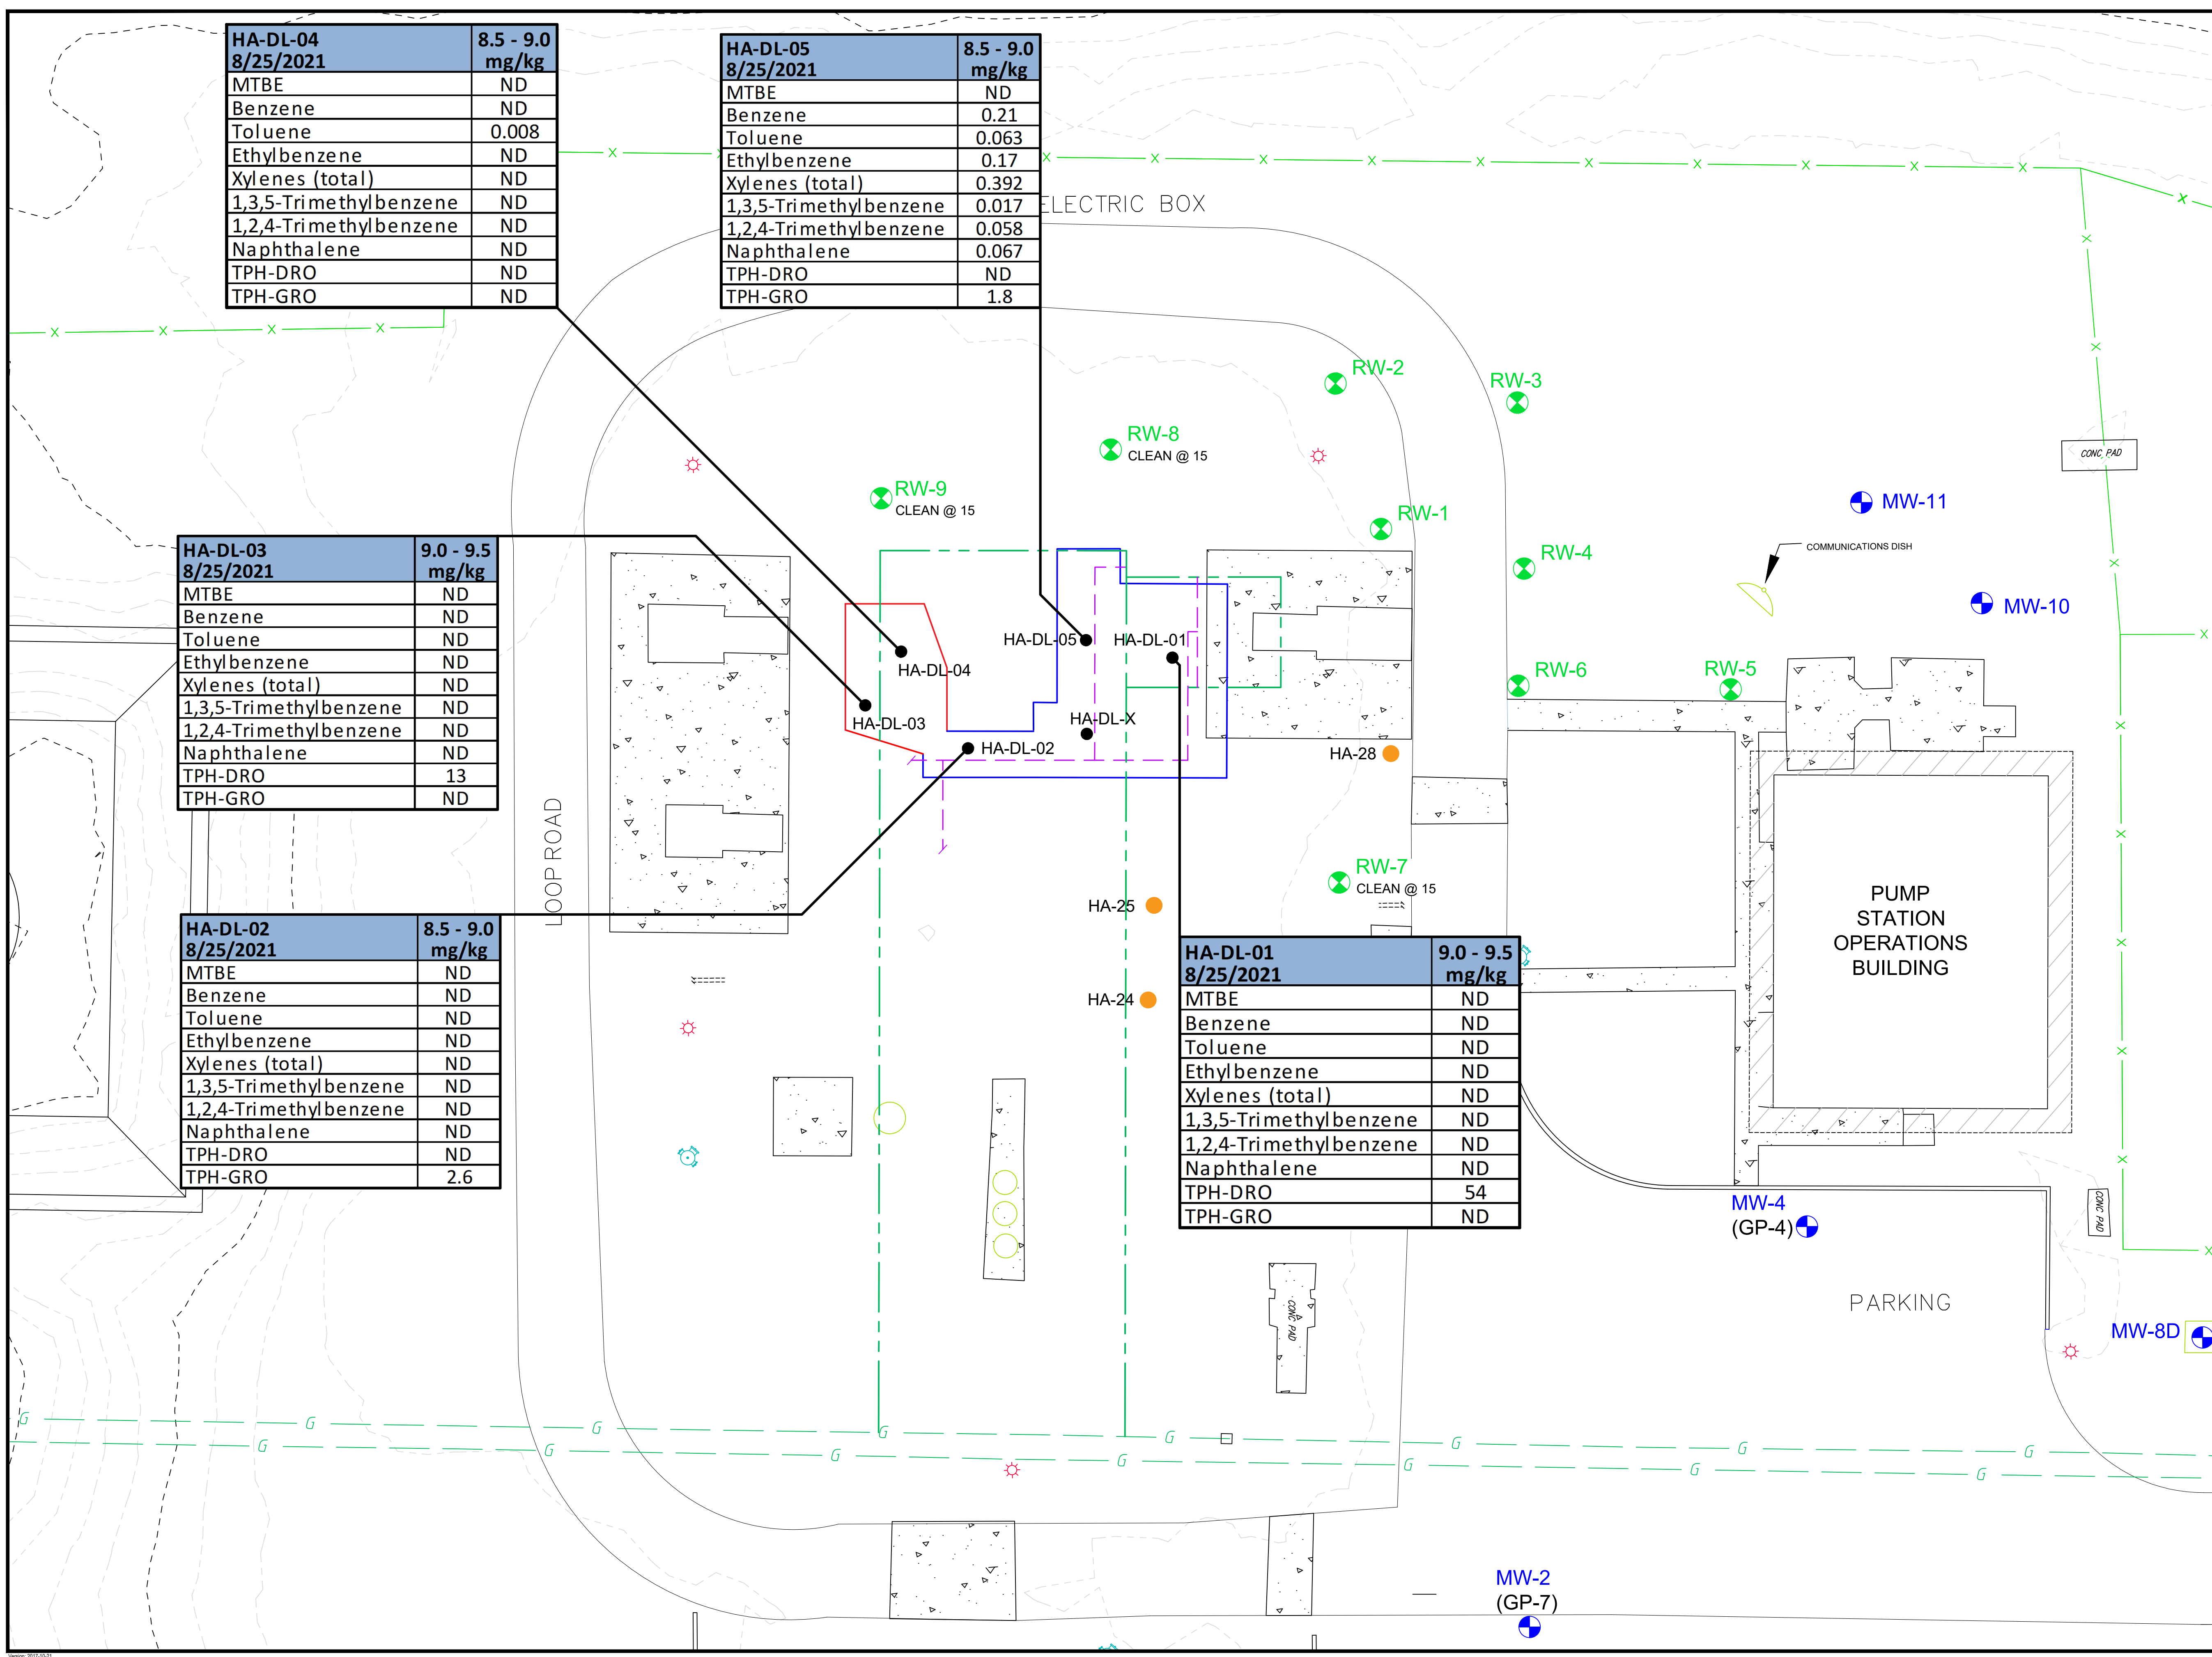 HA-DL-04 8.5 - 9.0
8/25/2021 mg/kg
MTBE ND
Benzene ND
Toluene 0.008
Ethylbenzene ND
Xylenes (total) ND
1,3,5-Trimethylbenzene ND
1,2,4-Trimethylbenzene ND
Naphthalene ND
TPH-DRO ND
TPH-GRO ND
HA-DL-05 8.5 - 9.0
8/25/2021 mg/kg
MTBE ND
Benzene 0.21
Toluene 0.063
Ethylbenzene 0.17
Xylenes (total) 0.392
1,3,5-Trimethylbenzene 0.017
1,2,4-Trimethylbenzene 0.058
Naphthalene 0.067
TPH-DRO ND
TPH-GRO 1.8
ELECTRIC BOX
RW-2
RW-3
RW-8
CLEAN @ 15
RW-9
CLEAN @ 15
RW-1
RW-4
CONC PAD
MW-11
COMMUNICATIONS DISH
MW-10
HA-DL-03 9.0 - 9.5
8/25/2021 mg/kg
MTBE ND
Benzene ND
Toluene ND
Ethylbenzene ND
Xylenes (total) ND
1,3,5-Trimethylbenzene ND
1,2,4-Trimethylbenzene ND
Naphthalene ND
TPH-DRO 13
TPH-GRO ND
HA-DL-05
HA-DL-01
HA-DL-04
HA-DL-03
HA-DL-X
HA-DL-02
RW-6
RW-5
HA-28
LOOP ROAD
RW-7
CLEAN @ 15
HA-25
HA-24
PUMP
STATION
OPERATIONS
BUILDING
HA-DL-02 8.5 - 9.0
8/25/2021 mg/kg
MTBE ND
Benzene ND
Toluene ND
Ethylbenzene ND
Xylenes (total) ND
1,3,5-Trimethylbenzene ND
1,2,4-Trimethylbenzene ND
Naphthalene ND
TPH-DRO ND
TPH-GRO 2.6
HA-DL-01 9.0 - 9.5
8/25/2021 mg/kg
MTBE ND
Benzene ND
Toluene ND
Ethylbenzene ND
Xylenes (total) ND
1,3,5-Trimethylbenzene ND
1,2,4-Trimethylbenzene ND
Naphthalene ND
TPH-DRO 54
TPH-GRO ND
MW-4
(GP-4)
CONC PAD
CONC PAD
PARKING
MW-8D
G G G G G G G G
G G G G G G G
MW-2
(GP-7)
Version: 2017-10-21